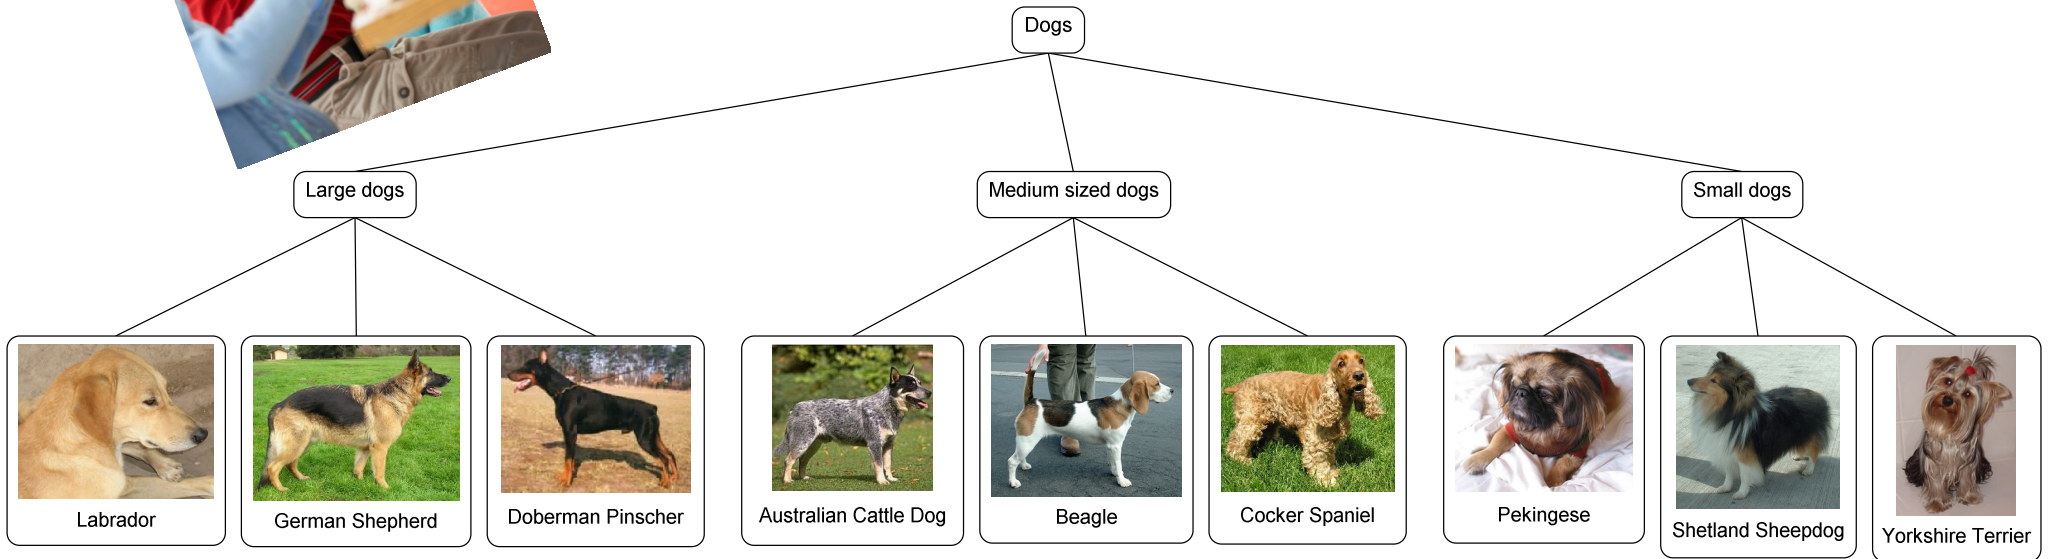 Dogs
Large dogs
Medium sized dogs
Small dogs
Labrador
German Shepherd
Doberman Pinscher
Australian Cattle Dog
Beagle
Cocker Spaniel
Pekingese
Shetland Sheepdog
Yorkshire Terrier